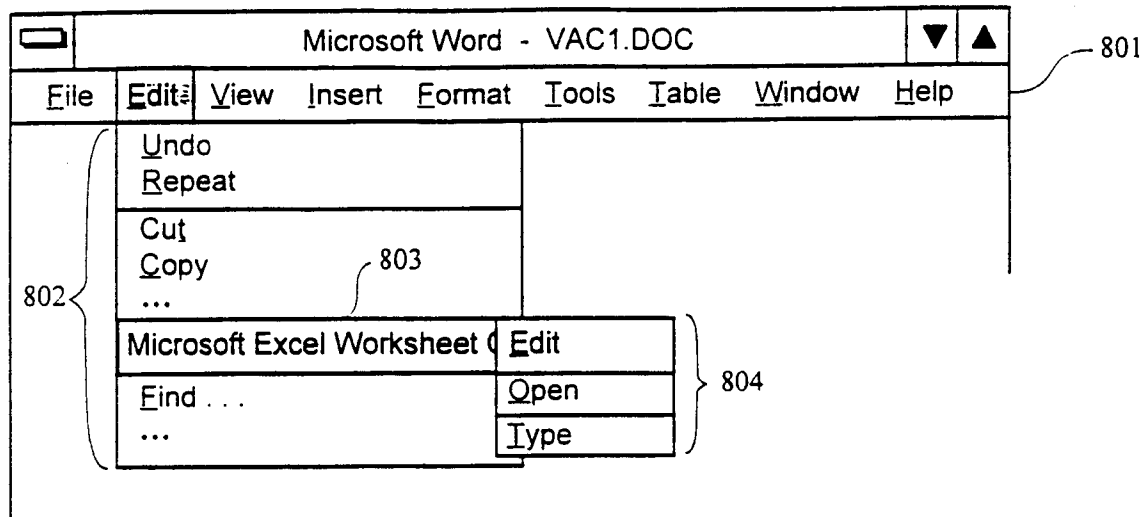 Microsoft Word - VAC1.DOC
801
File Edit View Insert Format Tools Table Window Help
Undo
Repeat
Cut
Copy
803
...
802
Microsoft Excel Worksheet
Edit
804
Find . . .
Open
...
Type